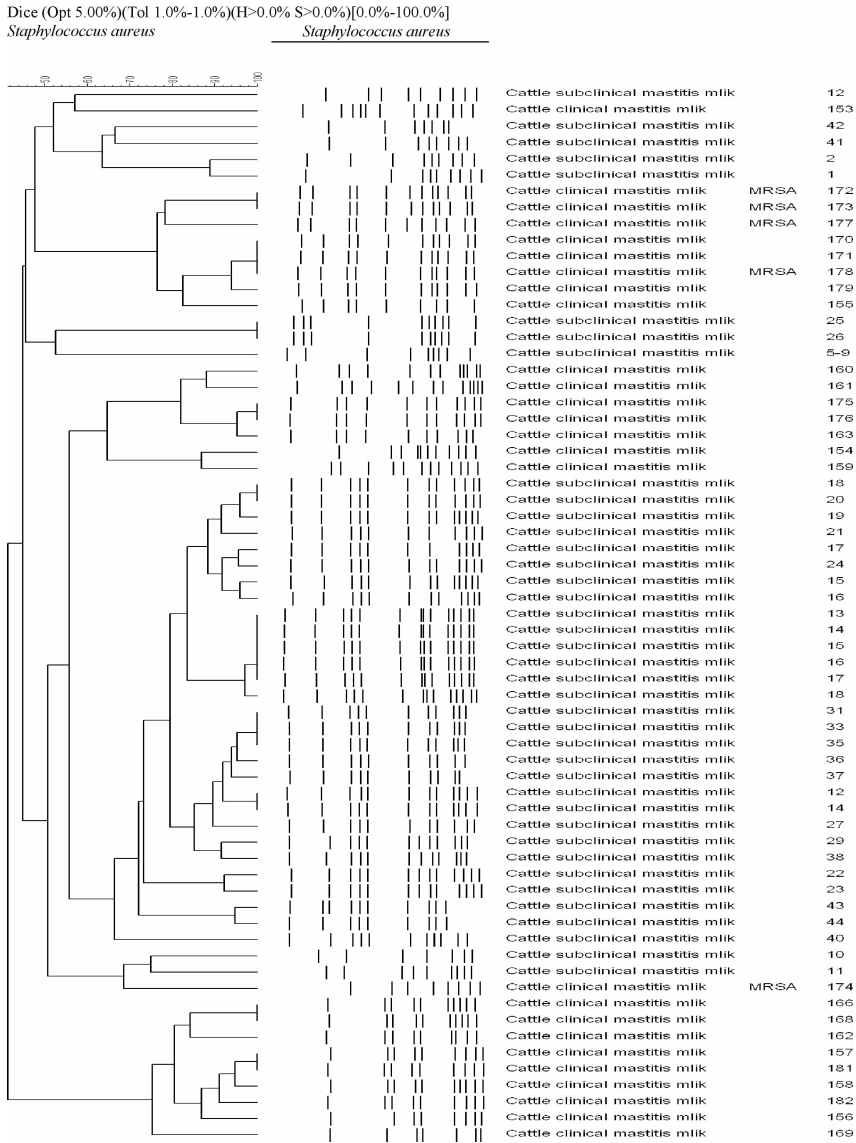 Dice (Opt 5.00%)(Tol 1.0%-1.0%)(H>0.0% S>0.0%)[0.0%-100.0%]
Staphylococcus aureus Staphylococcus aureus
-50 -60 -70 -80 -90 -100
Cattle subclinical mastitis mlik 12
Cattle clinical mastitis mlik 153
Cattle subclinical mastitis mlik 42
Cattle subclinical mastitis mlik 41
Cattle subclinical mastitis mlik 2
Cattle subclinical mastitis mlik 1
Cattle clinical mastitis mlik MRSA 172
Cattle clinical mastitis mlik MRSA 173
Cattle clinical mastitis mlik MRSA 177
Cattle clinical mastitis mlik 170
Cattle clinical mastitis mlik 171
Cattle clinical mastitis mlik MRSA 178
Cattle clinical mastitis mlik 179
Cattle clinical mastitis mlik 155
Cattle subclinical mastitis mlik 25
Cattle subclinical mastitis mlik 26
Cattle subclinical mastitis mlik 5-9
Cattle clinical mastitis mlik 160
Cattle clinical mastitis mlik 161
Cattle clinical mastitis mlik 175
Cattle clinical mastitis mlik 176
Cattle clinical mastitis mlik 163
Cattle clinical mastitis mlik 154
Cattle clinical mastitis mlik 159
Cattle subclinical mastitis mlik 18
Cattle subclinical mastitis mlik 20
Cattle subclinical mastitis mlik 19
Cattle subclinical mastitis mlik 21
Cattle subclinical mastitis mlik 17
Cattle subclinical mastitis mlik 24
Cattle subclinical mastitis mlik 15
Cattle subclinical mastitis mlik 16
Cattle subclinical mastitis mlik 13
Cattle subclinical mastitis mlik 14
Cattle subclinical mastitis mlik 15
Cattle subclinical mastitis mlik 16
Cattle subclinical mastitis mlik 17
Cattle subclinical mastitis mlik 18
Cattle subclinical mastitis mlik 31
Cattle subclinical mastitis mlik 33
Cattle subclinical mastitis mlik 35
Cattle subclinical mastitis mlik 36
Cattle subclinical mastitis mlik 37
Cattle subclinical mastitis mlik 12
Cattle subclinical mastitis mlik 14
Cattle subclinical mastitis mlik 27
Cattle subclinical mastitis mlik 29
Cattle subclinical mastitis mlik 38
Cattle subclinical mastitis mlik 22
Cattle subclinical mastitis mlik 23
Cattle subclinical mastitis mlik 43
Cattle subclinical mastitis mlik 44
Cattle subclinical mastitis mlik 40
Cattle subclinical mastitis mlik 10
Cattle subclinical mastitis mlik 11
Cattle clinical mastitis mlik MRSA 174
Cattle clinical mastitis mlik 166
Cattle clinical mastitis mlik 168
Cattle clinical mastitis mlik 162
Cattle clinical mastitis mlik 157
Cattle clinical mastitis mlik 181
Cattle clinical mastitis mlik 158
Cattle clinical mastitis mlik 182
Cattle clinical mastitis mlik 156
Cattle clinical mastitis mlik 169